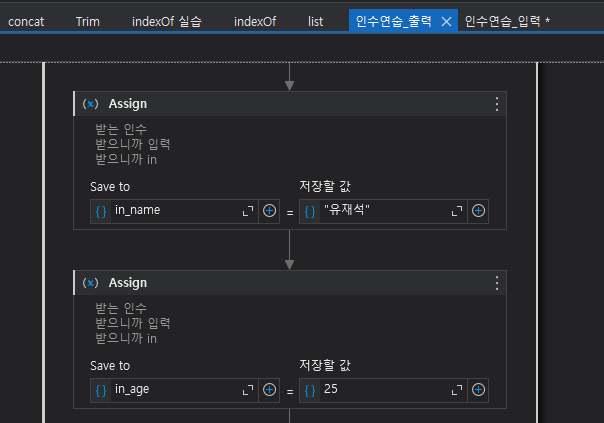 concat Trim indexOf 실습 indexOf list 인수연습_출력 인수연습_입력 *
Assign
받는 인수
받으니까 입력
받으니까 in
Save to 저장할 값
in_name = "유재석"
Assign
받는 인수
받으니까 입력
받으니까 in
Save to 저장할 값
in_age = 25